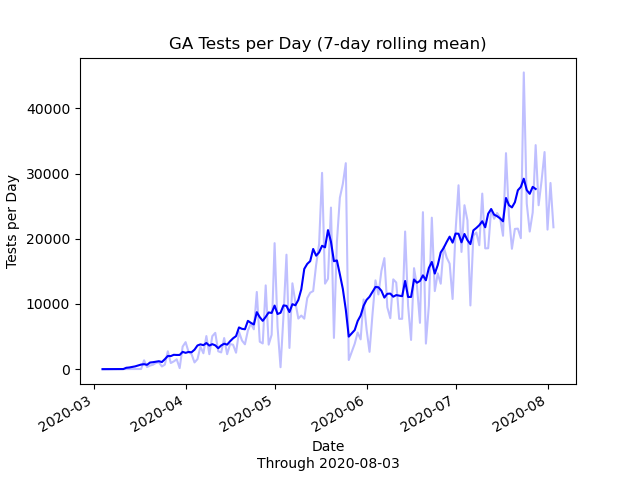 GA Tests per Day (7-day rolling mean)
Tests per Day
40000
30000
20000
10000
0
2020-03
2020-04
2020-05
2020-06
2020-07
2020-08
Date
Through 2020-08-03